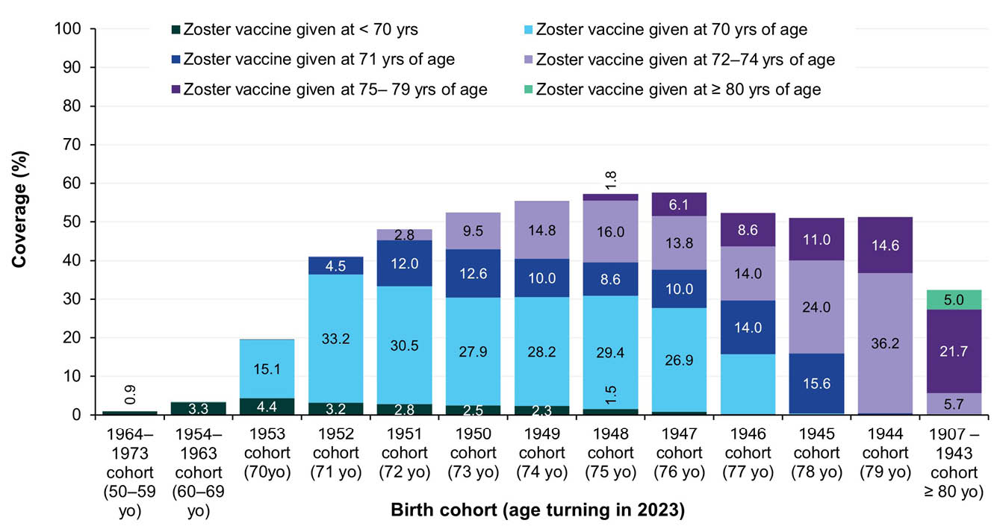 Zoster vaccine given at < 70 yrs
Zoster vaccine given at 70 yrs of age
Zoster vaccine given at 71 yrs of age
Zoster vaccine given at 72–74 yrs of age
Zoster vaccine given at 75– 79 yrs of age
Zoster vaccine given at ≥ 80 yrs of age
Coverage (%)
100
90
80
70
60
50
40
30
20
10
0
0.9
3.3
15.1
4.4
4.5
33.2
3.2
2.8
12.0
30.5
2.8
9.5
12.6
27.9
2.5
14.8
10.0
28.2
2.3
1.8
16.0
8.6
29.4
1.5
6.1
13.8
10.0
26.9
8.6
14.0
14.0
11.0
24.0
15.6
14.6
36.2
5.0
21.7
5.7
1964–
1973
cohort
(50–59
yo)
1954–
1963
cohort
(60–69
yo)
1953
cohort
(70yo)
1952
cohort
(71 yo)
1951
cohort
(72 yo)
1950
cohort
(73 yo)
1949
cohort
(74 yo)
1948
cohort
(75 yo)
1947
cohort
(76 yo)
1946
cohort
(77 yo)
1945
cohort
(78 yo)
1944
cohort
(79 yo)
1907 –
1943
cohort
≥ 80 yo)
Birth cohort (age turning in 2023)